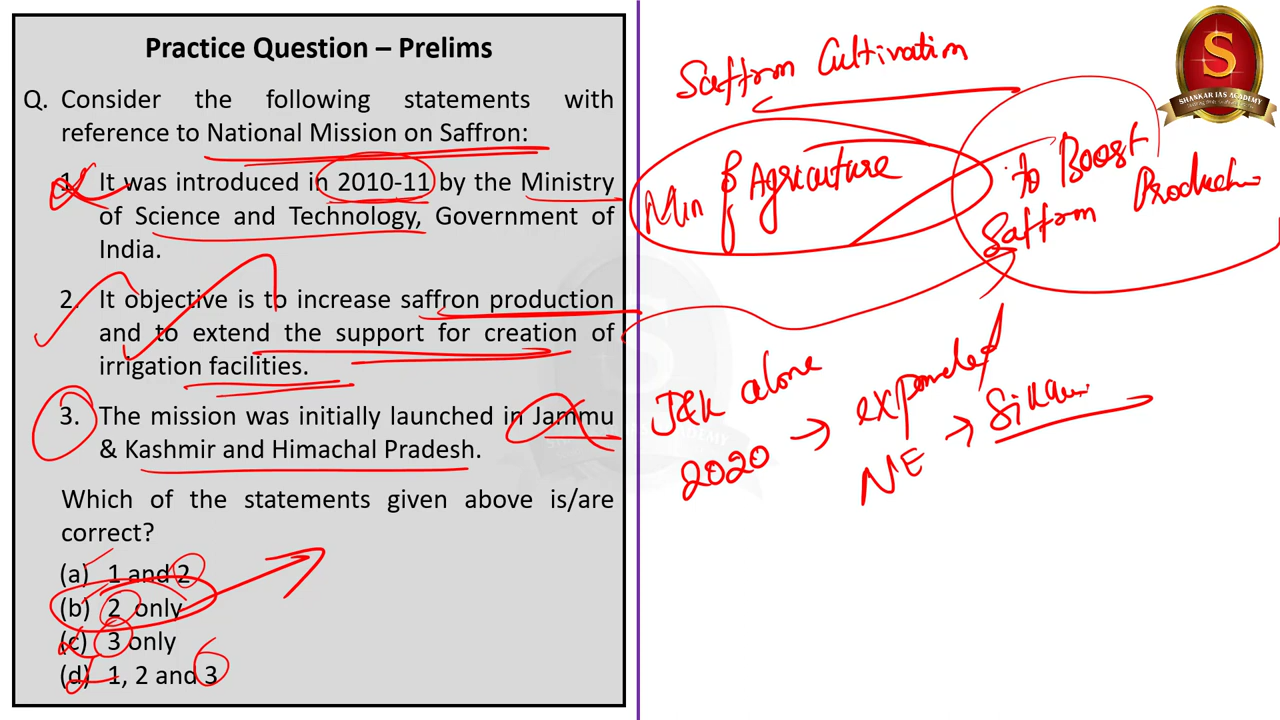 Practice Question – Prelims
Q. Consider the following statements with
reference to National Mission on Saffron:
1. It was introduced in 2010-11 by the Ministry
of Science and Technology, Government of
India.
2. It objective is to increase saffron production
and to extend the support for creation of
irrigation facilities.
3. The mission was initially launched in Jammu
& Kashmir and Himachal Pradesh.
Which of the statements given above is/are
correct?
(a) 1 and 2
(b) 2 only
(c) 3 only
(d) 1, 2 and 3
Saffron Cultivation
Min of Agriculture
to Boost
Saffron Production
J&K alone
2020 → expanded
NE → Sikkim
S
SHANKAR IAS ACADEMY